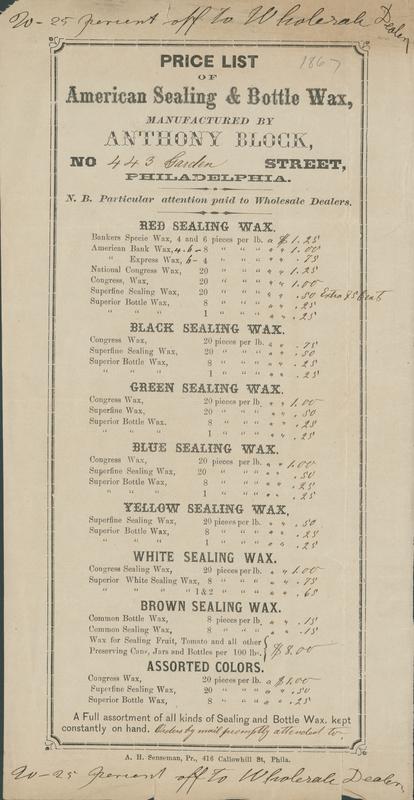 20-25 percent off to Wholesale Dealers
PRICE LIST
1867
OF
American Sealing & Bottle Wax,
MANUFACTURED BY
ANTHONY BLOCK,
NO 443 Garden STREET,
PHILADELPHIA.
N. B. Particular attention paid to Wholesale Dealers.
RED SEALING WAX.
Bankers Specie Wax, 4 and 6 pieces per lb. a $1.25
American Bank Wax, 4-6-8 " " " " " 1.00
" Express Wax, 6-4 " " " " " .75
National Congress Wax, 20 " " " " " 1.25
Congress, Wax, 20 " " " " " 1.00
Superfine Sealing Wax, 20 " " " " " .50 Extra 75 Cent
Superior Bottle Wax, 8 " " " " " .25
" " " 1 " " " " .25
BLACK SEALING WAX.
Congress Wax, 20 pieces per lb. " " .75
Superfine Sealing Wax, 20 " " " " " .50
Superior Bottle Wax, 8 " " " " " .25
" " " 1 " " " " .25
GREEN SEALING WAX.
Congress Wax, 20 pieces per lb. " " 1.00
Superfine Wax, 20 " " " " " .50
Superior Bottle Wax. 8 " " " " " .25
" " " 1 " " " " .25
BLUE SEALING WAX.
Congress Wax, 20 pieces per lb. " " 1.00
Superfine Sealing Wax, 20 " " " " " .50
Superior Bottle Wax, 8 " " " " " .25
" " " 1 " " " " .25
YELLOW SEALING WAX,
Superfine Sealing Wax, 20 pieces per lb. " " .50
Superior Bottle Wax, 8 " " " " " .25
" " " 1 " " " " .25
WHITE SEALING WAX.
Congress Sealing Wax, 20 pieces per lb. " " 1.00
Superior White Sealing Wax, 8 " " " " " .75
" " " " 1 & 2 " " " " " .65
BROWN SEALING WAX.
Common Bottle Wax, 8 pieces per lb. " " .15
Common Sealing Wax, 8 " " " " " .15
Wax for Sealing Fruit, Tomato and all other
Preserving Cans, Jars and Bottles per 100 lbs. } $8.00
ASSORTED COLORS.
Congress Wax, 20 pieces per lb. a $1.00
Superfine Sealing Wax, 20 " " " " " .50
Superior Bottle Wax, 8 " " " " " .25
A Full assortment of all kinds of Sealing and Bottle Wax. kept
constantly on hand. Orders by mail promptly attended to.
A. H. Senseman, Pr., 416 Callowhill St, Phila.
20-25 percent off to Wholesale Dealers